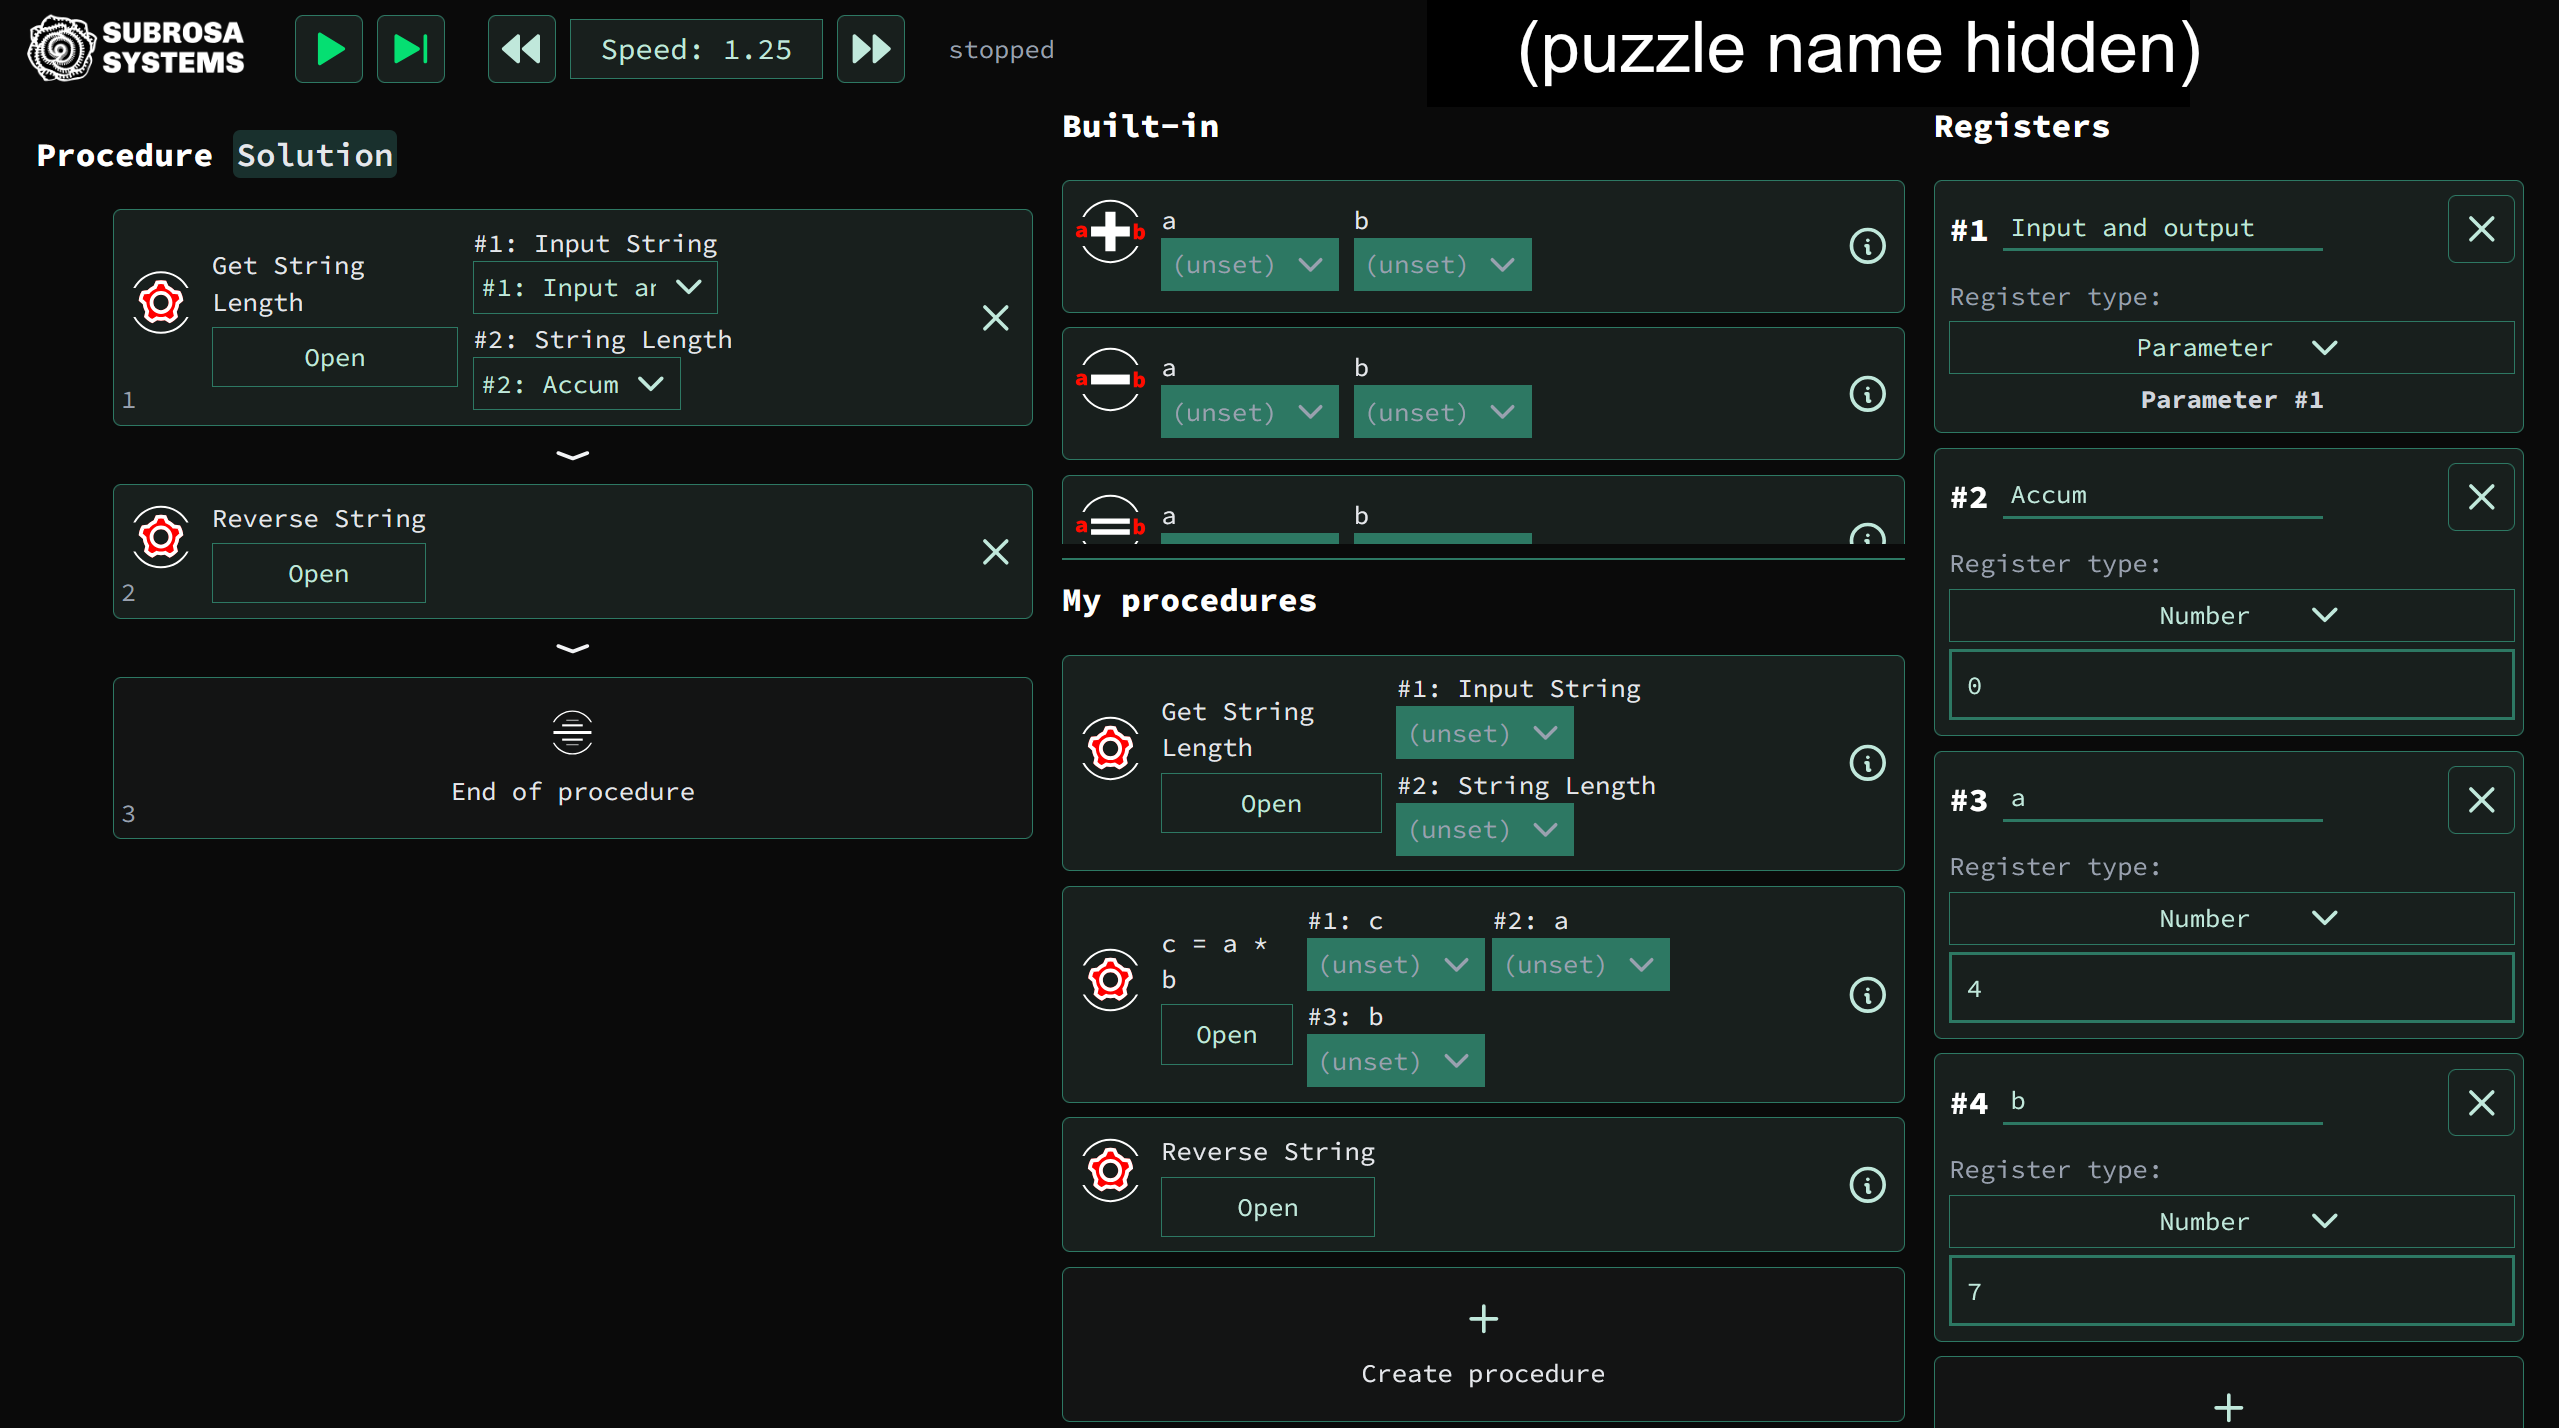 SUBROSA
SYSTEMS
Speed: 1.25
stopped
(puzzle name hidden)
Procedure Solution
Get String
Length
Open
#1: Input String
#1: Input ar
#2: String Length
#2: Accum
1
Reverse String
Open
2
End of procedure
3
Built-in
a b
a
(unset)
b
(unset)
a b
a
(unset)
b
(unset)
a b
a
b
My procedures
Get String
Length
Open
#1: Input String
(unset)
#2: String Length
(unset)
c = a *
b
Open
#1: c
(unset)
#2: a
(unset)
#3: b
(unset)
Reverse String
Open
Create procedure
Registers
#1 Input and output
Register type:
Parameter
Parameter #1
#2 Accum
Register type:
Number
0
#3 a
Register type:
Number
4
#4 b
Register type:
Number
7